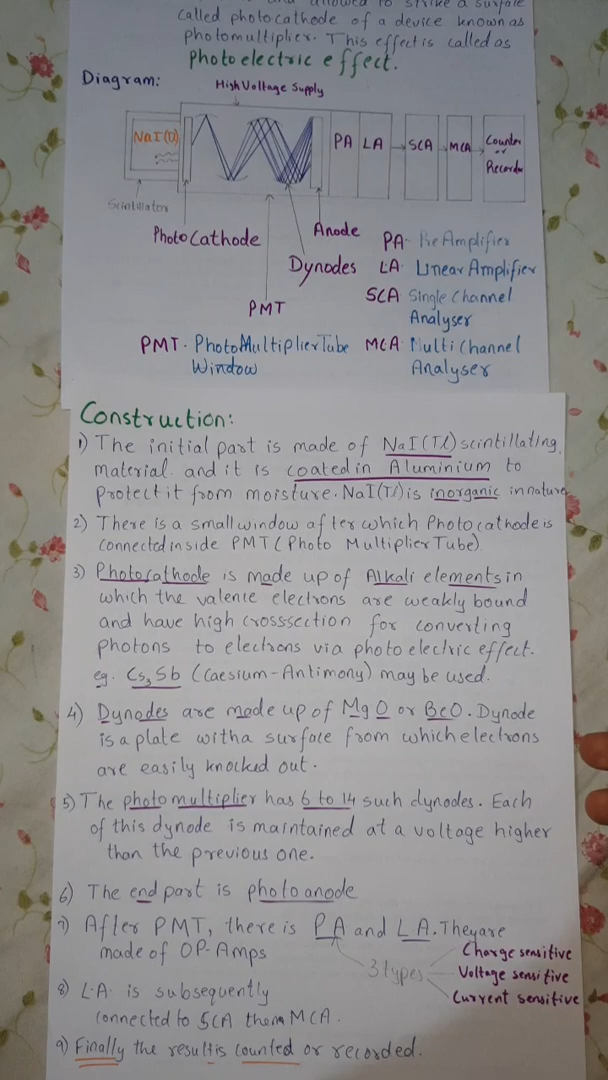 and allowed to strike a surface
called photocathode of a device known as
photomultiplier. This effect is called as
Photoelectric effect.
Diagram:
High Voltage Supply
NaI(Tl)
PA LA SCA MCA Counter
or
Recorder
Scintillator
Photo Cathode
Anode
Dynodes
PMT
PA- Pre Amplifier
LA- Linear Amplifier
SCA Single Channel
Analyser
PMT- PhotoMultiplier Tube
Window
MCA- Multi Channel
Analyser
Construction:
1) The initial part is made of NaI(Tl) scintillating
material and it is coated in Aluminium to
protect it from moisture. NaI(Tl) is inorganic in nature
2) There is a small window after which Photocathode is
connected inside PMT (Photo Multiplier Tube)
3) Photocathode is made up of Alkali elements in
which the valence electrons are weakly bound
and have high crosssection for converting
photons to electrons via photo electric effect.
eg. Cs3Sb (Caesium-Antimony) may be used.
4) Dynodes are made up of MgO or BeO. Dynode
is a plate with a surface from which electrons
are easily knocked out.
5) The photomultiplier has 6 to 14 such dynodes. Each
of this dynode is maintained at a voltage higher
than the previous one.
6) The end part is photoanode
7) After PMT, there is PA and LA. They are
made of OP-Amps
3 types
Charge sensitive
Voltage sensitive
Current sensitive
8) L.A. is subsequently
connected to SCA then MCA.
9) Finally the result is counted or recorded.